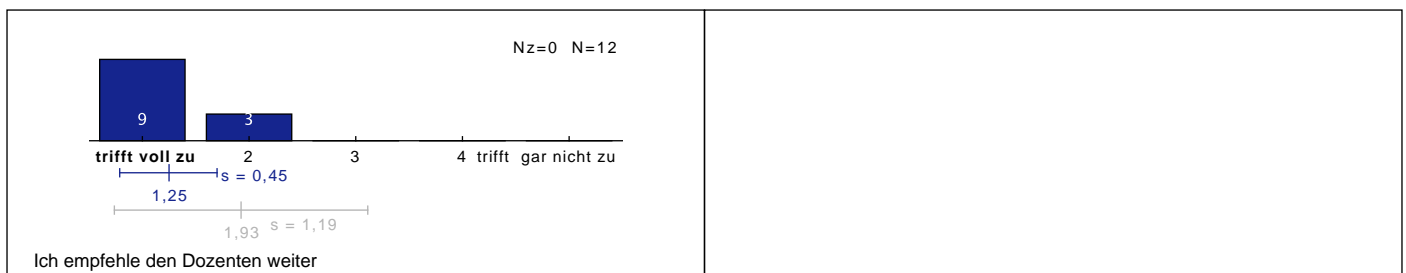 Nz=0 N=12
9 3
trifft voll zu 2 3 4 trifft gar nicht zu
s = 0,45
1,25
s = 1,19
1,93
Ich empfehle den Dozenten weiter